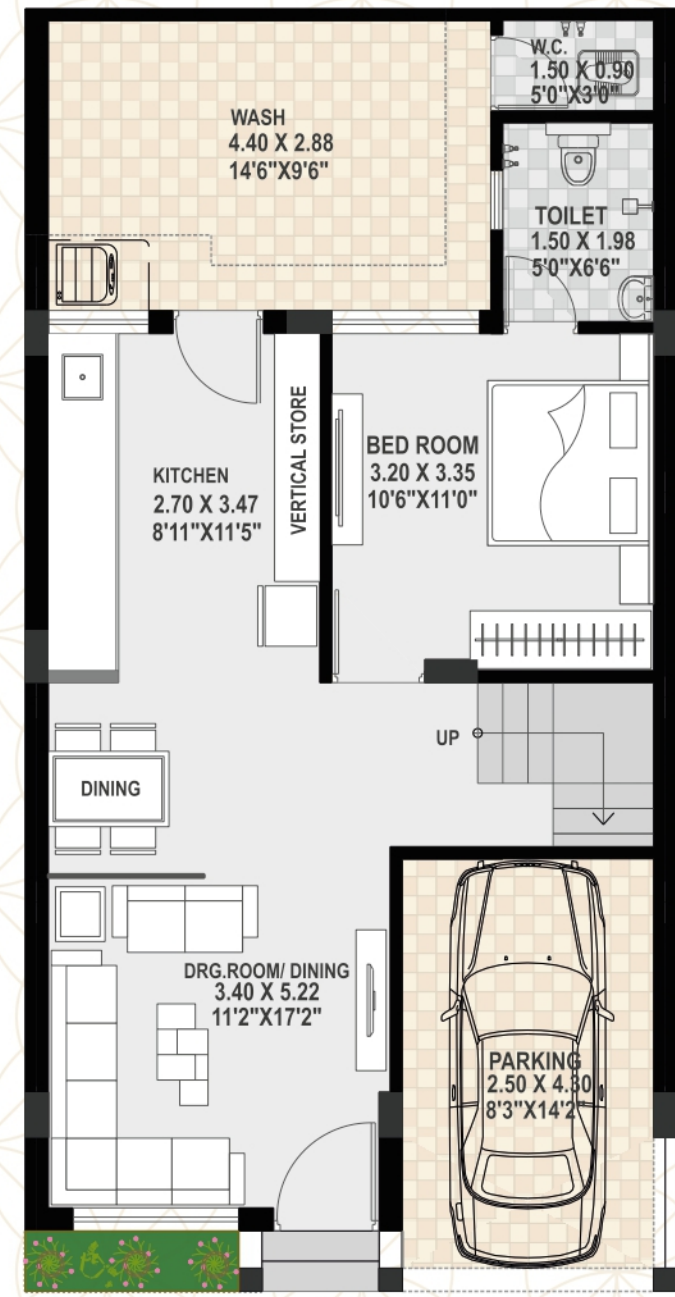 W.C.
1.50 X 0.90
5'0"X3'0"
WASH
4.40 X 2.88
14'6"X9'6"
TOILET
1.50 X 1.98
5'0"X6'6"
KITCHEN
2.70 X 3.47
8'11"X11'5"
VERTICAL STORE
BED ROOM
3.20 X 3.35
10'6"X11'0"
UP
DINING
DRG.ROOM/ DINING
3.40 X 5.22
11'2"X17'2"
PARKING
2.50 X 4.30
8'3"X14'2